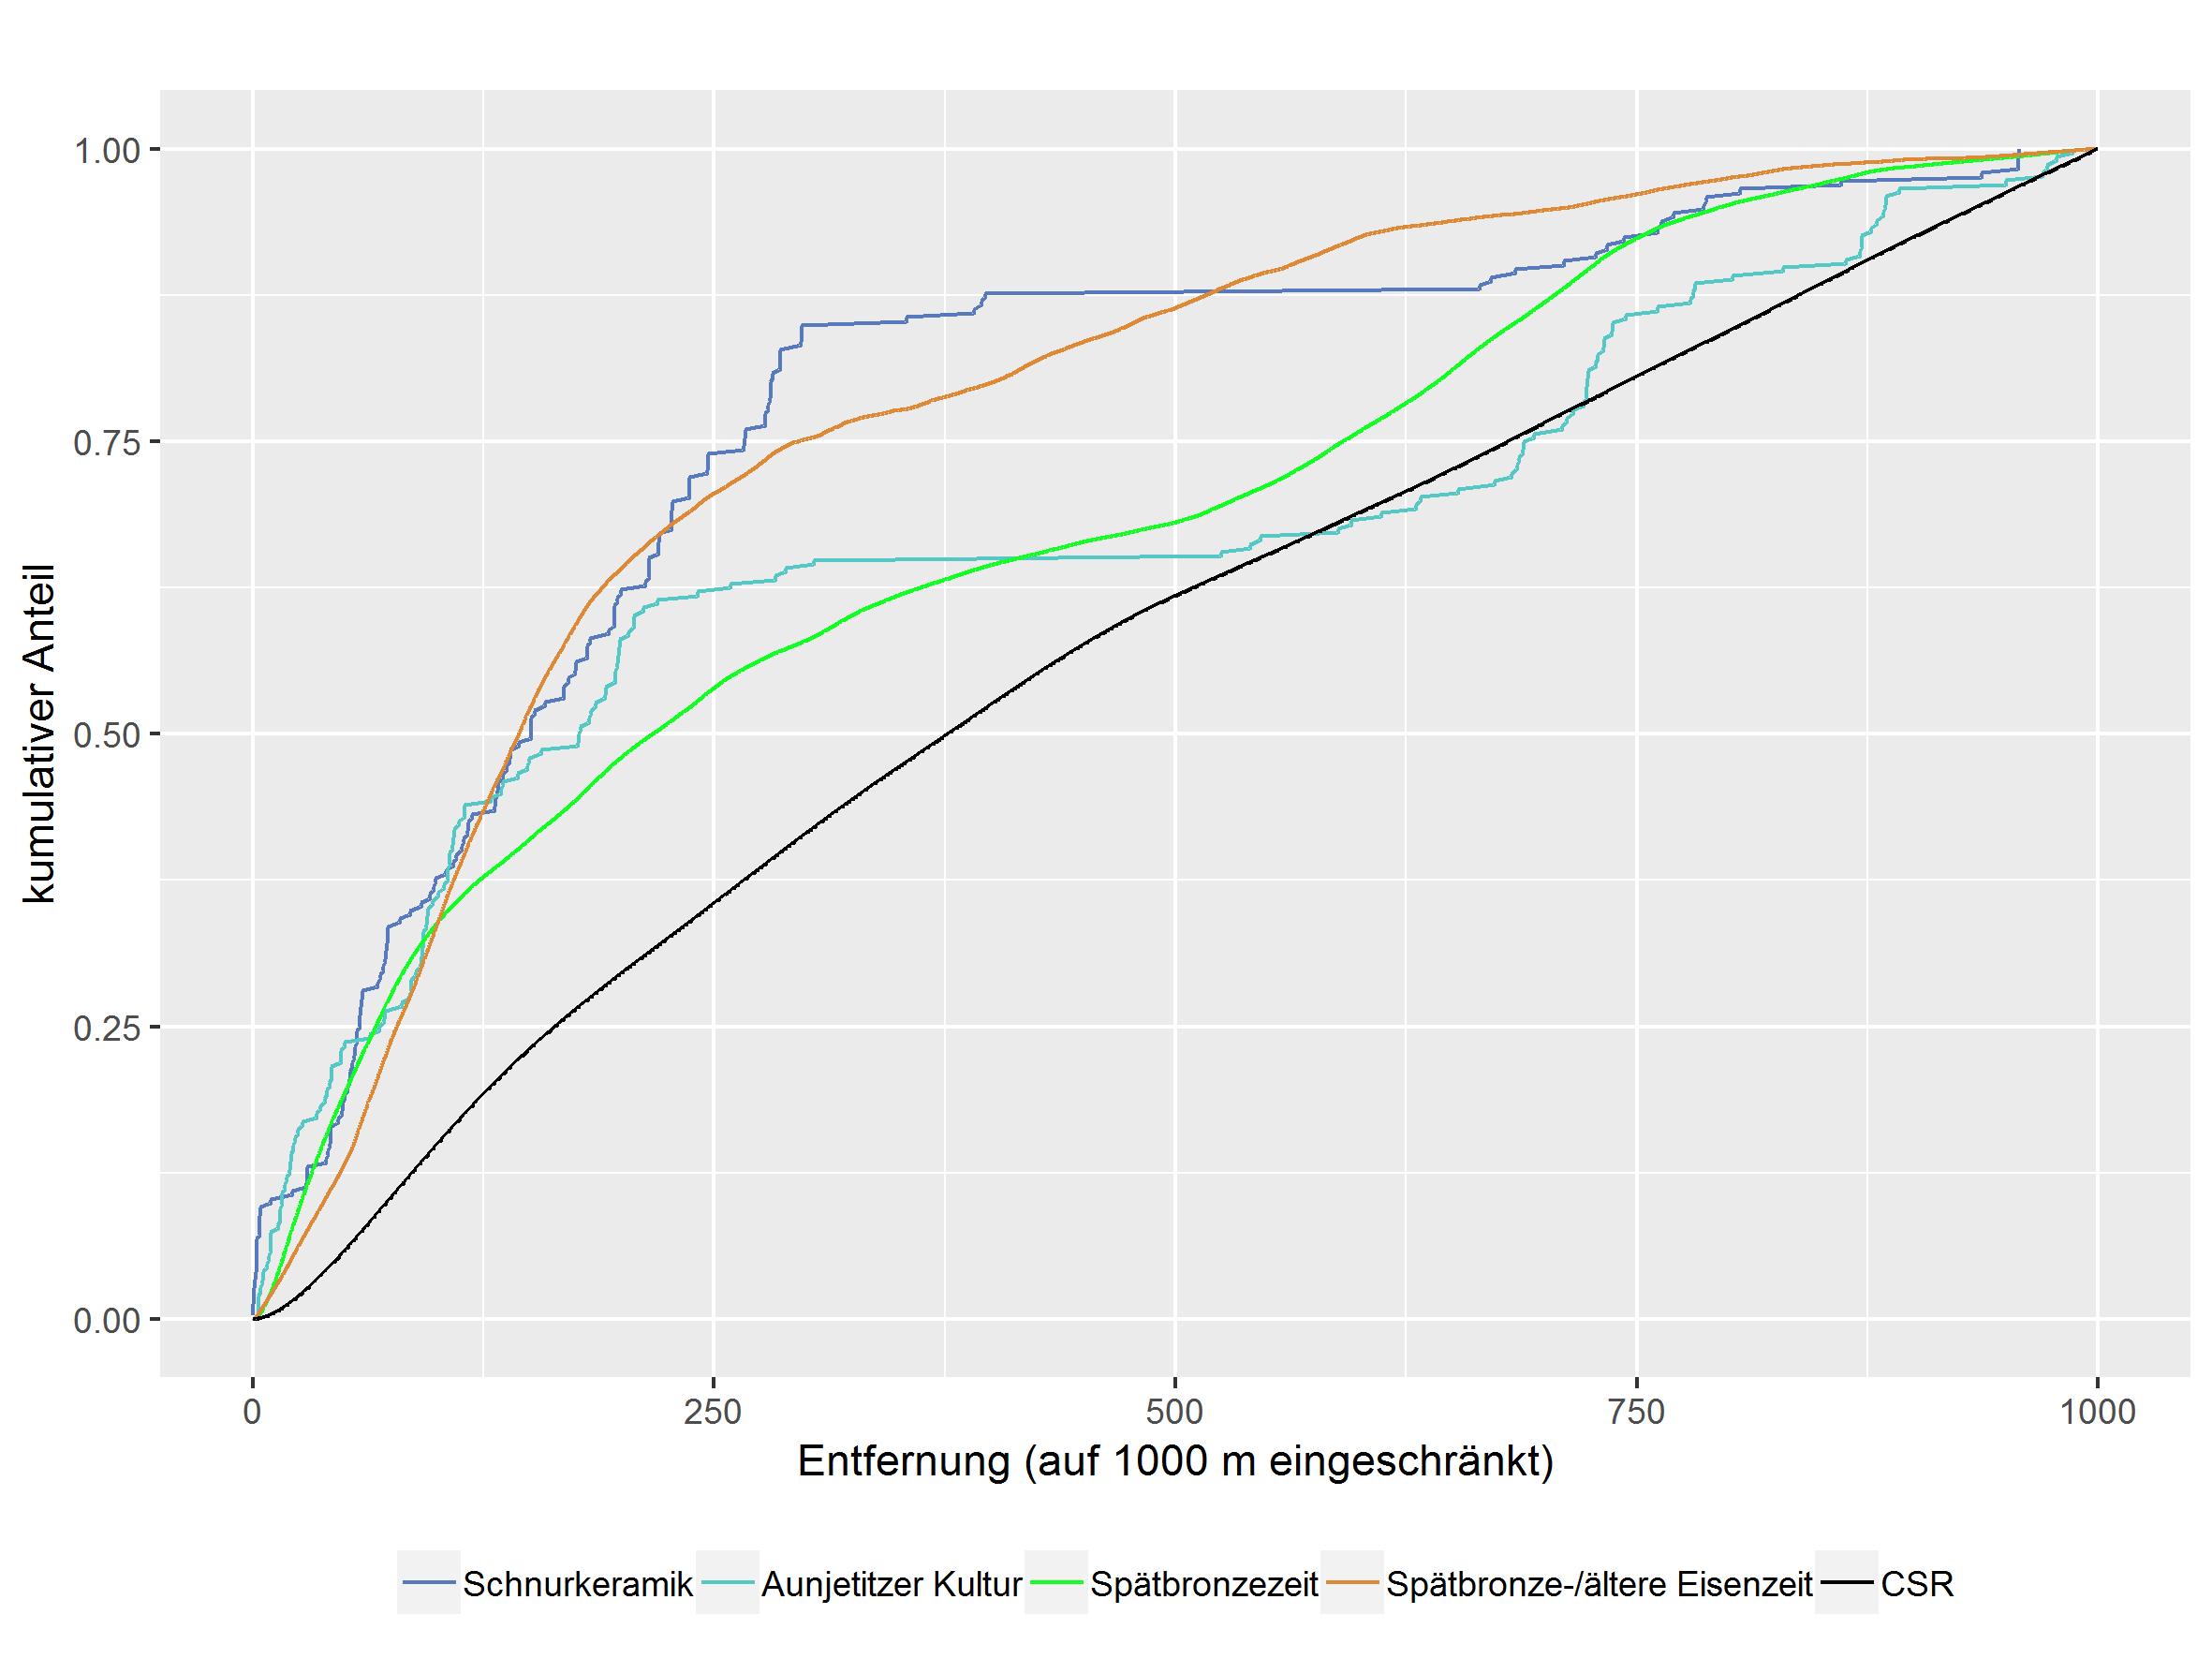 kumulativer Anteil
1.00
0.75
0.50
0.25
0.00
0 250 500 750 1000
Entfernung (auf 1000 m eingeschränkt)
Schnurkeramik Aunjetitzer Kultur Spätbronzezeit Spätbronze-/ältere Eisenzeit CSR